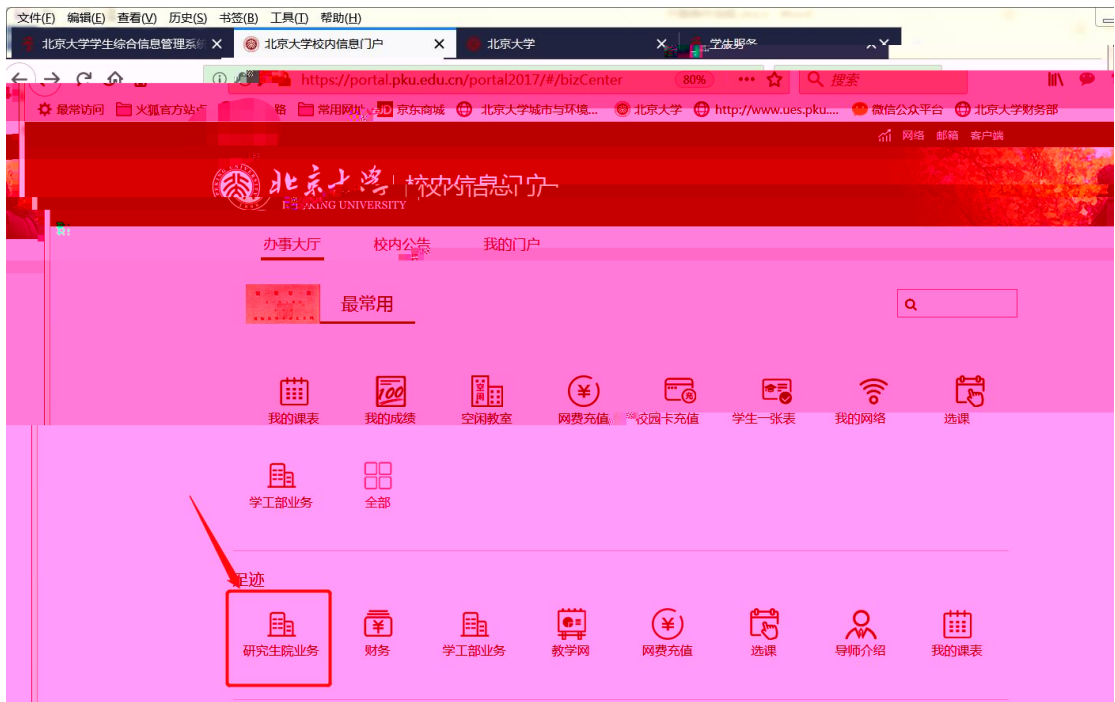 文件(F) 编辑(E) 查看(V) 历史(S) 书签(B) 工具(T) 帮助(H)
北京大学学生综合信息管理系统 北京大学校内信息门户 北京大学
https://portal.pku.edu.cn/portal2017/#/bizCenter 80% 搜索
最常访问 火狐官方站点 常用网址 JD 京东商城 北京大学城市与环境... 北京大学 http://www.ues.pku.... 微信公众平台 北京大学财务部
网络 邮箱 客户端
北京大学 校内信息门户
PEKING UNIVERSITY
办事大厅 校内公告 我的门户
最常用
100 空闲
我的课表 我的成绩 空闲教室 网费充值 校园卡充值 学生一张表 我的网络 选课
学工部业务 全部
足迹
研究生院业务 财务 学工部业务 教学网 网费充值 选课 导师介绍 我的课表